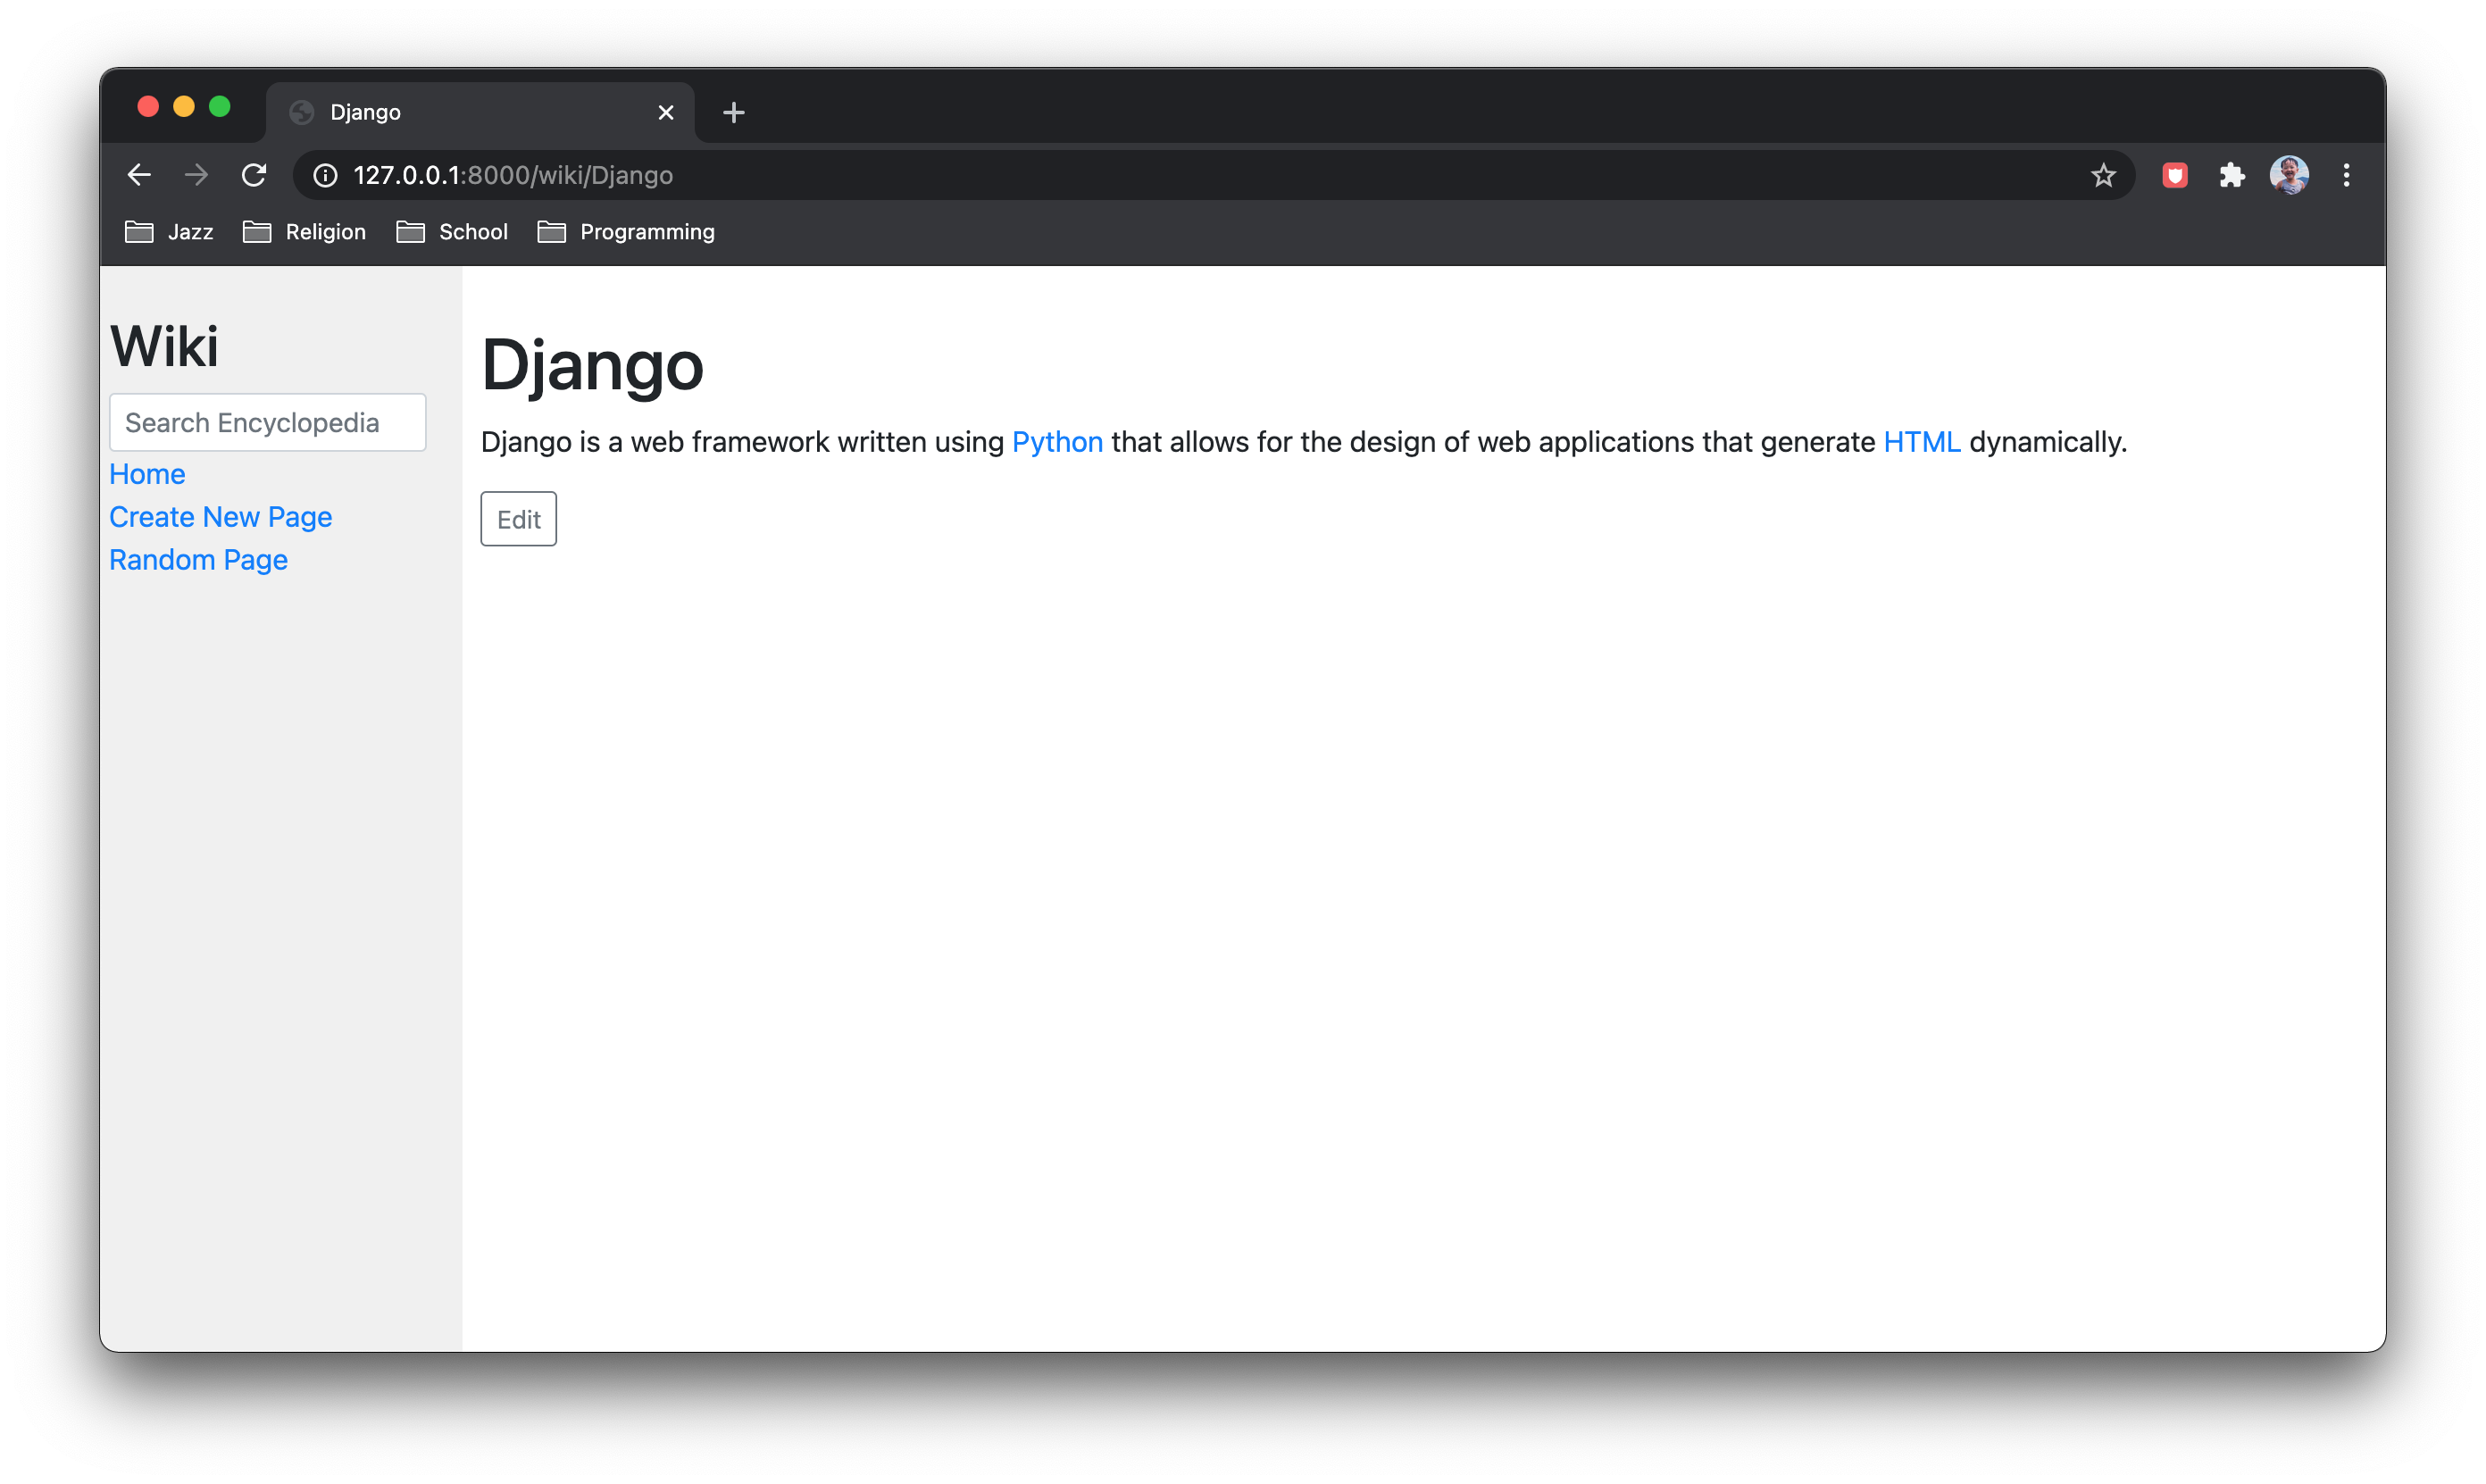 Django
127.0.0.1:8000/wiki/Django
Jazz Religion School Programming
Wiki
Search Encyclopedia
Home
Create New Page
Random Page
Django
Django is a web framework written using Python that allows for the design of web applications that generate HTML dynamically.
Edit